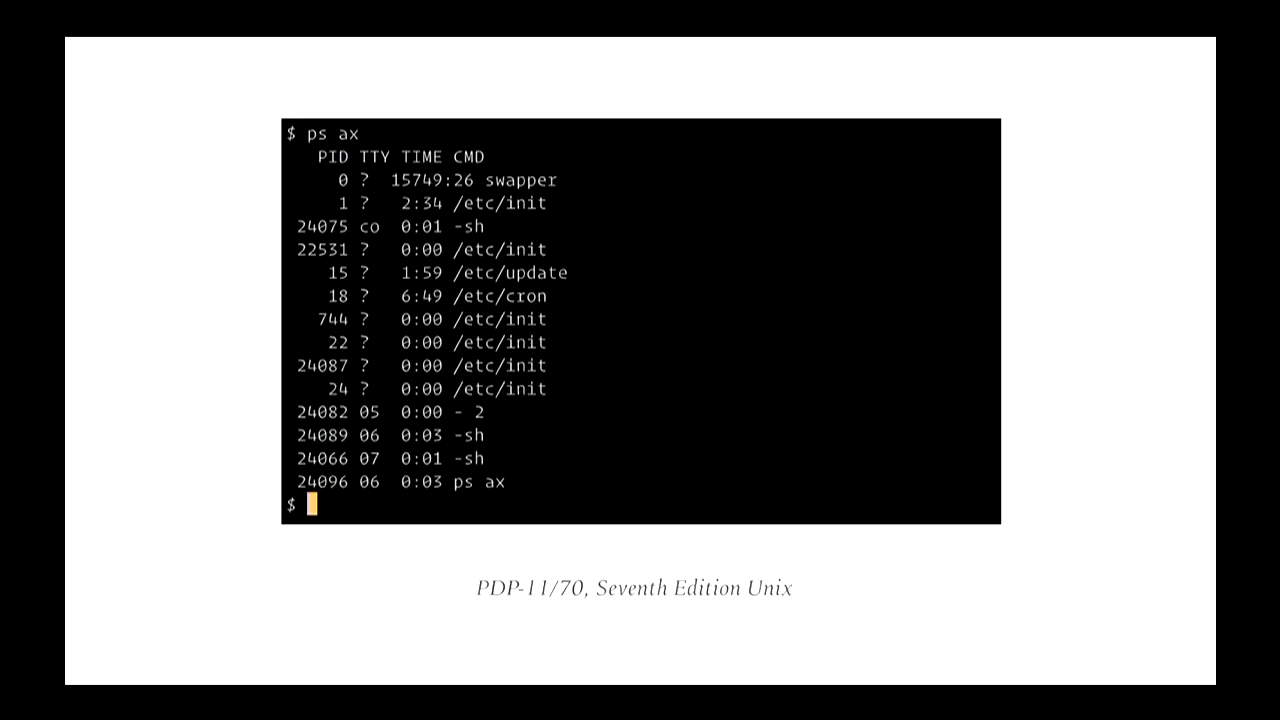 $ ps ax
   PID TTY TIME CMD
     0 ?  15749:26 swapper
     1 ?   2:34 /etc/init
 24075 co  0:01 -sh
 22531 ?   0:00 /etc/init
    15 ?   1:59 /etc/update
    18 ?   6:49 /etc/cron
   744 ?   0:00 /etc/init
    22 ?   0:00 /etc/init
 24087 ?   0:00 /etc/init
    24 ?   0:00 /etc/init
 24082 05  0:00 - 2
 24089 06  0:03 -sh
 24066 07  0:01 -sh
 24096 06  0:03 ps ax
$
PDP-11/70, Seventh Edition Unix